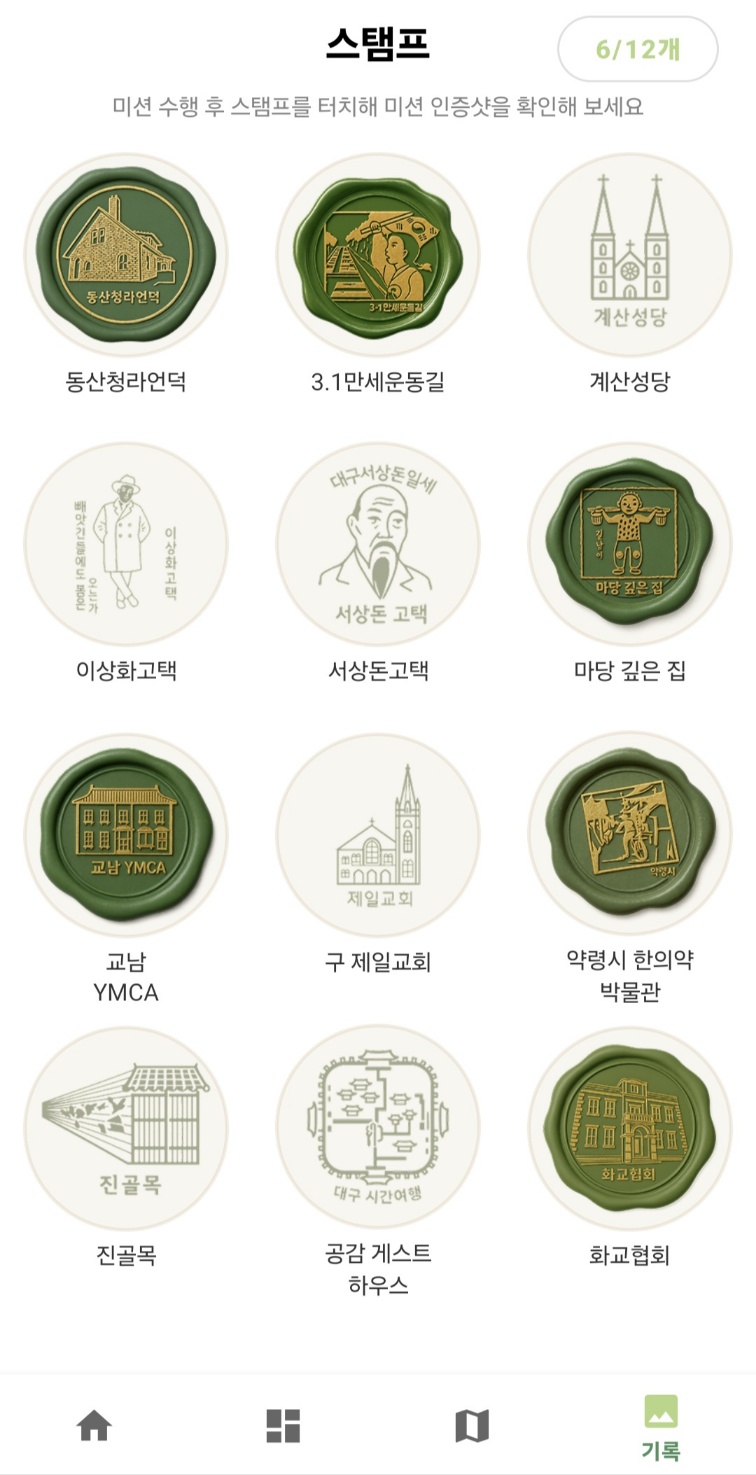 스탬프
6/12개
미션 수행 후 스탬프를 터치해 미션 인증샷을 확인해 보세요
동산청라언덕
3·1만세운동길
계산성당
동산청라언덕
3.1만세운동길
계산성당
빼앗긴들에도 봄은
오는가
이상화고택
대구서상돈일세
서상돈 고택
길남이
마당 깊은 집
이상화고택
서상돈고택
마당 깊은 집
교남 YMCA
제일교회
약령시
교남
YMCA
구 제일교회
약령시 한의약
박물관
진골목
대구 시간여행
화교협회
진골목
공감 게스트
하우스
화교협회
기록